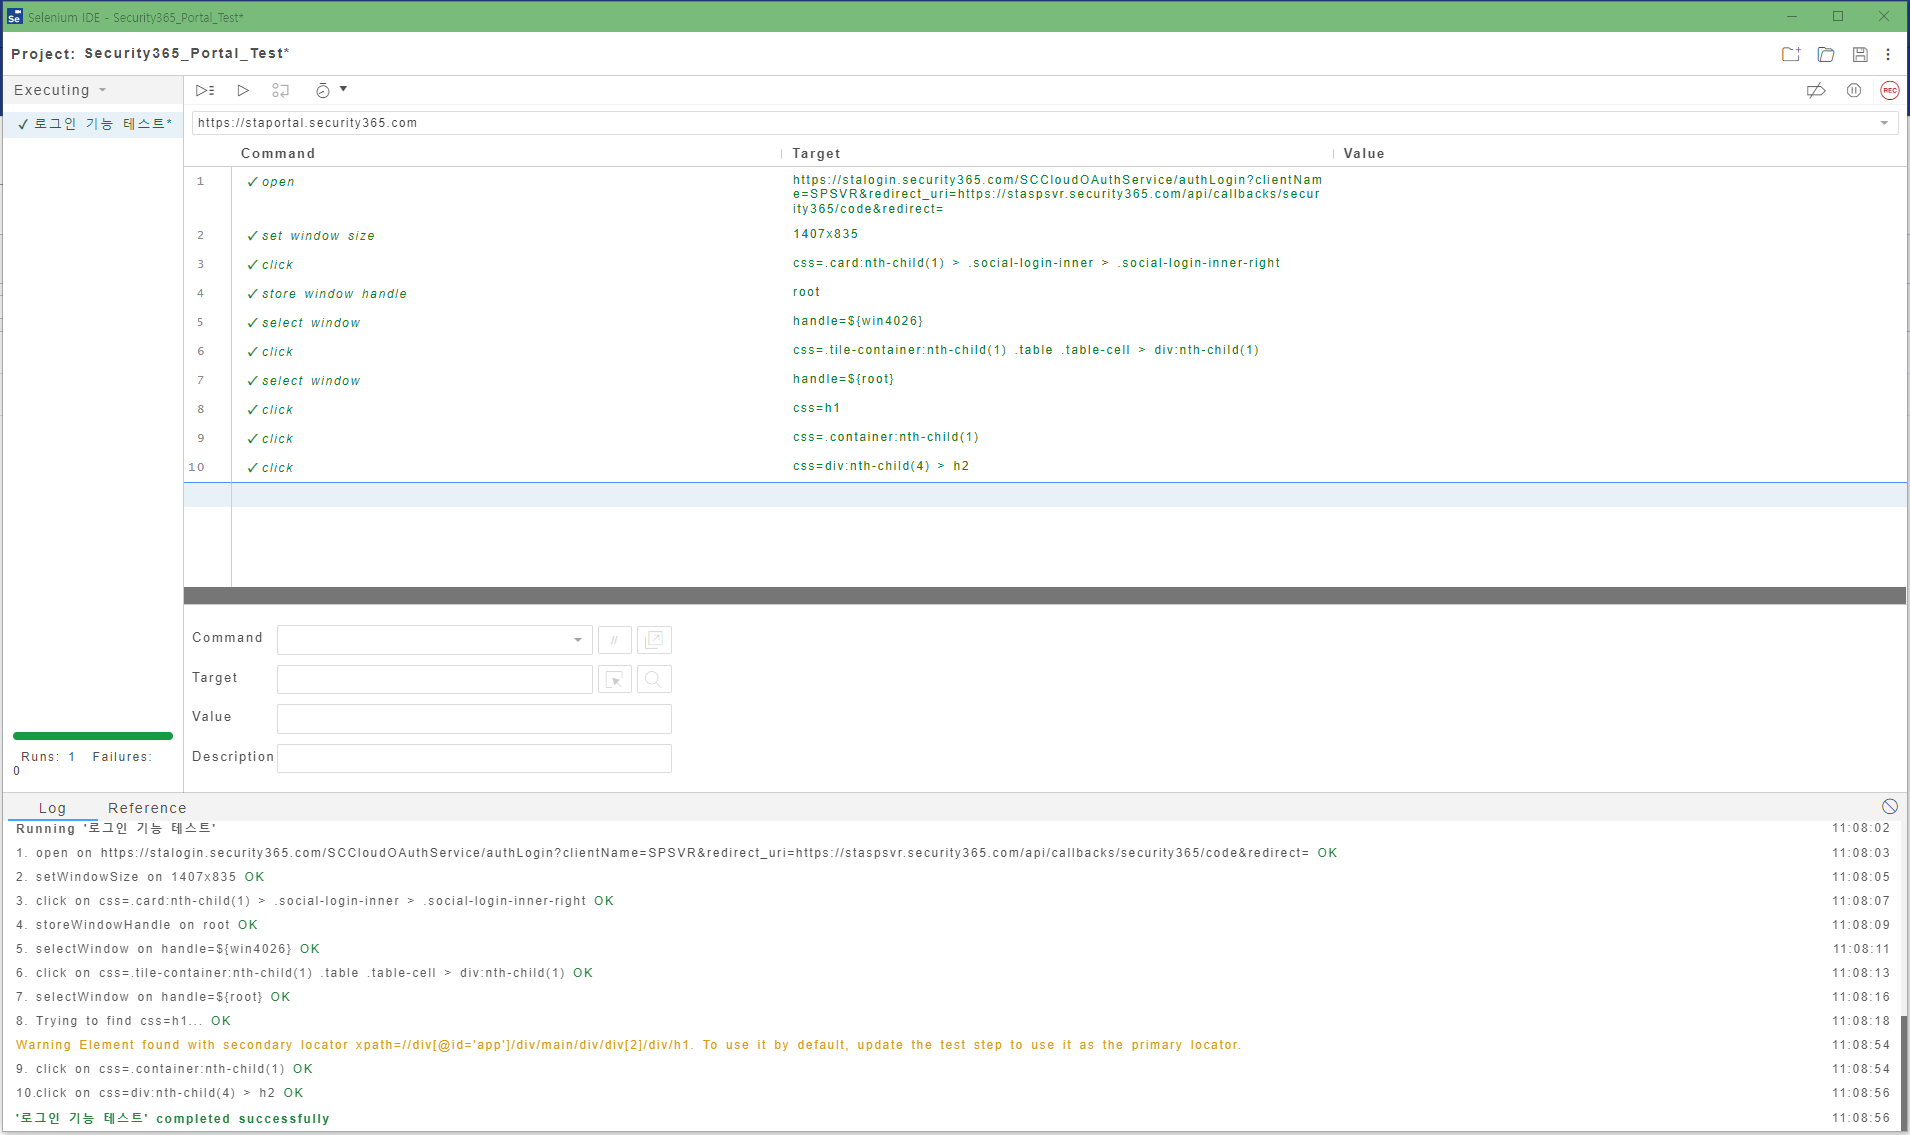 Selenium IDE - Security365_Portal_Test*
Project: Security365_Portal_Test*
Executing
✓ 로그인 기능 테스트*
REC
https://staportal.security365.com
Command Target Value
1 ✓ open https://stalogin.security365.com/SCCloudOAuthService/authLogin?clientNam
e=SPSVR&redirect_uri=https://staspsvr.security365.com/api/callbacks/secur
ity365/code&redirect=
2 ✓ set window size 1407x835
3 ✓ click css=.card:nth-child(1) > .social-login-inner > .social-login-inner-right
4 ✓ store window handle root
5 ✓ select window handle=${win4026}
6 ✓ click css=.tile-container:nth-child(1) .table .table-cell > div:nth-child(1)
7 ✓ select window handle=${root}
8 ✓ click css=h1
9 ✓ click css=.container:nth-child(1)
10 ✓ click css=div:nth-child(4) > h2
Command //
Target
Value
Description
Runs: 1 Failures:
0
Log Reference
Running '로그인 기능 테스트' 11:08:02
1. open on https://stalogin.security365.com/SCCloudOAuthService/authLogin?clientName=SPSVR&redirect_uri=https://staspsvr.security365.com/api/callbacks/security365/code&redirect= OK 11:08:03
2. setWindowSize on 1407x835 OK 11:08:05
3. click on css=.card:nth-child(1) > .social-login-inner > .social-login-inner-right OK 11:08:07
4. storeWindowHandle on root OK 11:08:09
5. selectWindow on handle=${win4026} OK 11:08:11
6. click on css=.tile-container:nth-child(1) .table .table-cell > div:nth-child(1) OK 11:08:13
7. selectWindow on handle=${root} OK 11:08:16
8. Trying to find css=h1... OK 11:08:18
Warning Element found with secondary locator xpath=//div[@id='app']/div/main/div/div[2]/div/h1. To use it by default, update the test step to use it as the primary locator. 11:08:54
9. click on css=.container:nth-child(1) OK 11:08:54
10.click on css=div:nth-child(4) > h2 OK 11:08:56
'로그인 기능 테스트' completed successfully 11:08:56